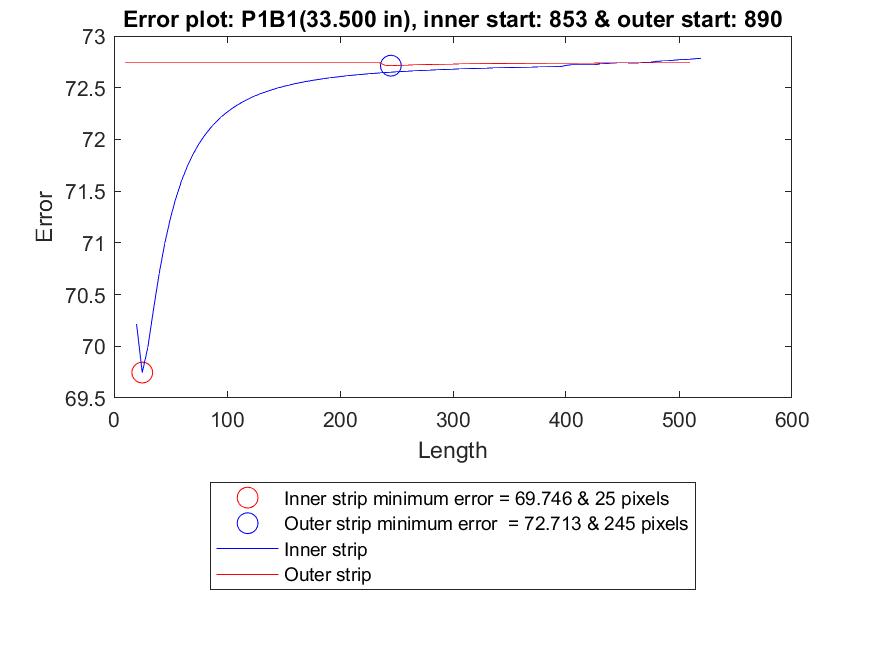 Error plot: P1B1(33.500 in), inner start: 853 & outer start: 890
73
72.5
72
71.5
71
70.5
70
69.5
Error
0 100 200 300 400 500 600
Length
Inner strip minimum error = 69.746 & 25 pixels
Outer strip minimum error  = 72.713 & 245 pixels
Inner strip
Outer strip